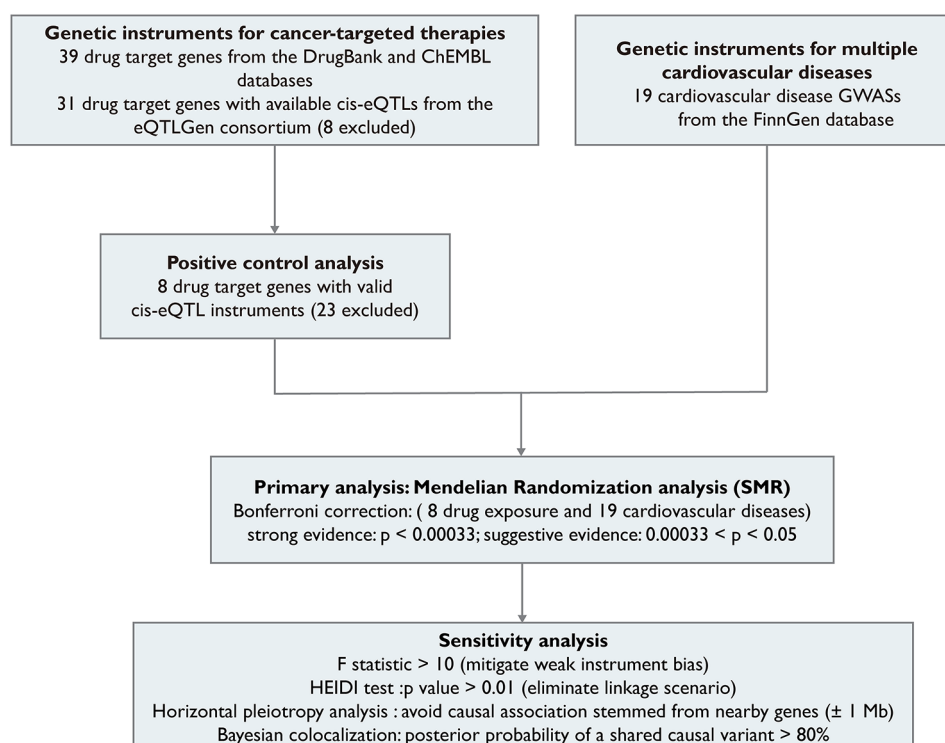 Genetic instruments for cancer-targeted therapies
39 drug target genes from the DrugBank and ChEMBL
databases
31 drug target genes with available cis-eQTLs from the
eQTLGen consortium (8 excluded)
Genetic instruments for multiple
cardiovascular diseases
19 cardiovascular disease GWASs
from the FinnGen database
Positive control analysis
8 drug target genes with valid
cis-eQTL instruments (23 excluded)
Primary analysis: Mendelian Randomization analysis (SMR)
Bonferroni correction: ( 8 drug exposure and 19 cardiovascular diseases)
strong evidence: p < 0.00033; suggestive evidence: 0.00033 < p < 0.05
Sensitivity analysis
F statistic > 10 (mitigate weak instrument bias)
HEIDI test :p value > 0.01 (eliminate linkage scenario)
Horizontal pleiotropy analysis : avoid causal association stemmed from nearby genes (± 1 Mb)
Bayesian colocalization: posterior probability of a shared causal variant > 80%